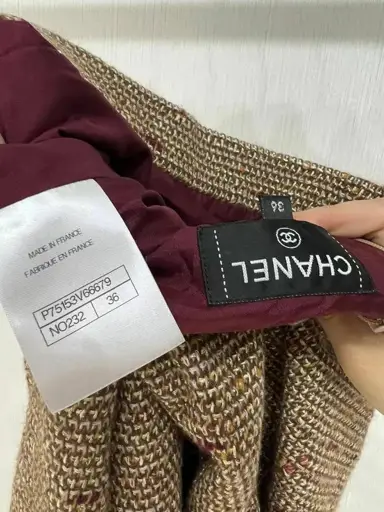 CHANEL
36
MADE IN FRANCE
FABRIQUE EN FRANCE
P75153V66679
NO232 36